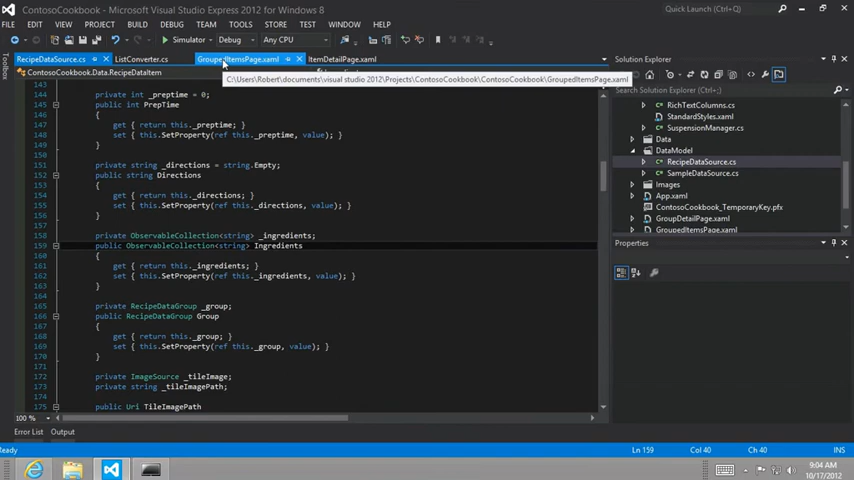 ContosoCookbook - Microsoft Visual Studio Express 2012
Quick Launch (Ctrl+Q)
FILE EDIT VIEW PROJECT BUILD DEBUG TEAM TOOLS STORE TEST WINDOW HELP
Simulator Debug Any CPU
RecipeDataSource.cs ListConverter.cs GroupedItemsPage.xaml ItemDetailPage.xaml
Solution Explorer
ContosoCookbook.Data.RecipeDataItem
C:\Users\Robert\documents\visual studio 2012\Projects\ContosoCookbook\ContosoCookbook\GroupedItemsPage.xaml
Search Solution Explorer
Toolbox
143
144 private int _preptime = 0;
145 public int PrepTime
146 {
147 get { return this._preptime; }
148 set { this.SetProperty(ref this._preptime, value); }
149 }
150
151 private string _directions = string.Empty;
152 public string Directions
153 {
154 get { return this._directions; }
155 set { this.SetProperty(ref this._directions, value); }
156 }
157
158 private ObservableCollection<string> _ingredients;
159 public ObservableCollection<string> Ingredients
160 {
161 get { return this._ingredients; }
162 set { this.SetProperty(ref this._ingredients, value); }
163 }
164
165 private RecipeDataGroup _group;
166 public RecipeDataGroup Group
167 {
168 get { return this._group; }
169 set { this.SetProperty(ref this._group, value); }
170 }
171
172 private ImageSource _tileImage;
173 private string _tileImagePath;
174
175 public Uri TileImagePath
100 %
RichTextColumns.cs
StandardStyles.xaml
SuspensionManager.cs
Data
DataModel
RecipeDataSource.cs
SampleDataSource.cs
Images
App.xaml
ContosoCookbook_TemporaryKey.pfx
GroupDetailPage.xaml
GroupedItemsPage.xaml
Properties
Error List Output
Ready
Ln 159 Col 40 Ch 40 INS
9:04 AM
10/17/2012